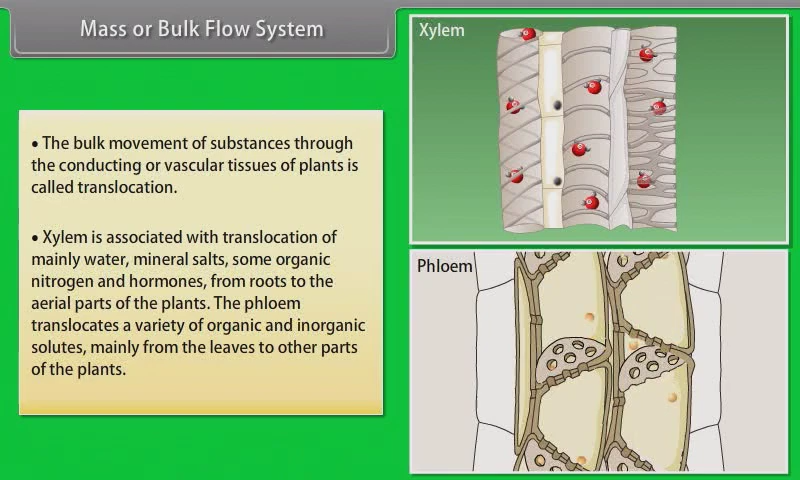 Mass or Bulk Flow System
• The bulk movement of substances through
the conducting or vascular tissues of plants is
called translocation.
• Xylem is associated with translocation of
mainly water, mineral salts, some organic
nitrogen and hormones, from roots to the
aerial parts of the plants. The phloem
translocates a variety of organic and inorganic
solutes, mainly from the leaves to other parts
of the plants.
Xylem
Phloem